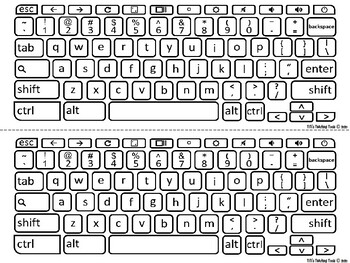 esc
~ ` ! 1 @ 2 # 3 $ 4 % 5 ^ 6 & 7 * 8 ( 9 ) 0 _ - + = backspace
tab q w e r t y u i o p { [ } ] | \
a s d f g h j k l : ; " ' enter
shift z x c v b n m < , > . ? / shift
ctrl alt alt ctrl < ^ v >
esc
~ ` ! 1 @ 2 # 3 $ 4 % 5 ^ 6 & 7 * 8 ( 9 ) 0 _ - + = backspace
tab q w e r t y u i o p { [ } ] | \
a s d f g h j k l : ; " ' enter
shift z x c v b n m < , > . ? / shift
ctrl alt alt ctrl < ^ v >